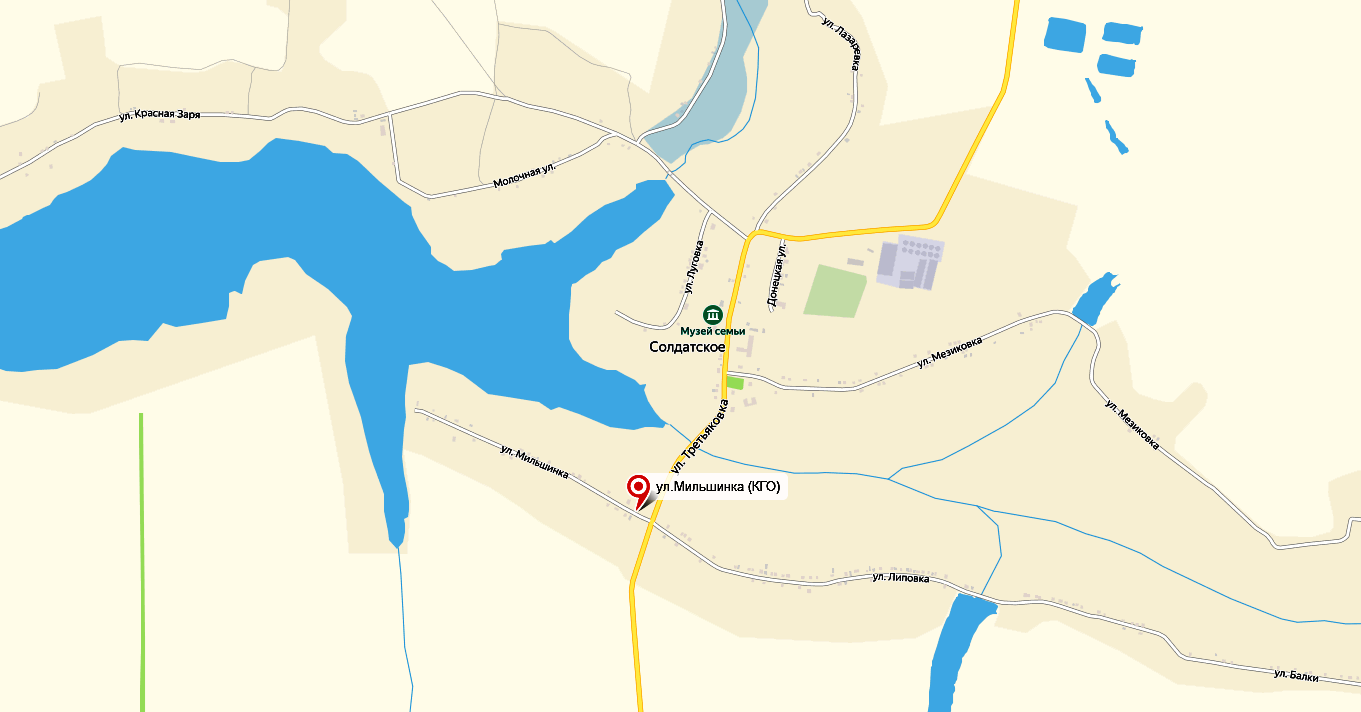 ул. Лазаревка
ул. Красная Заря
Молочная ул.
ул. Луговка
Донецкая ул.
Музей семьи
Солдатское
ул. Мезиковка
ул. Мезиковка
ул. Третьяковка
ул. Мильшинка
ул.Мильшинка (КГО)
ул. Липовка
ул. Балки